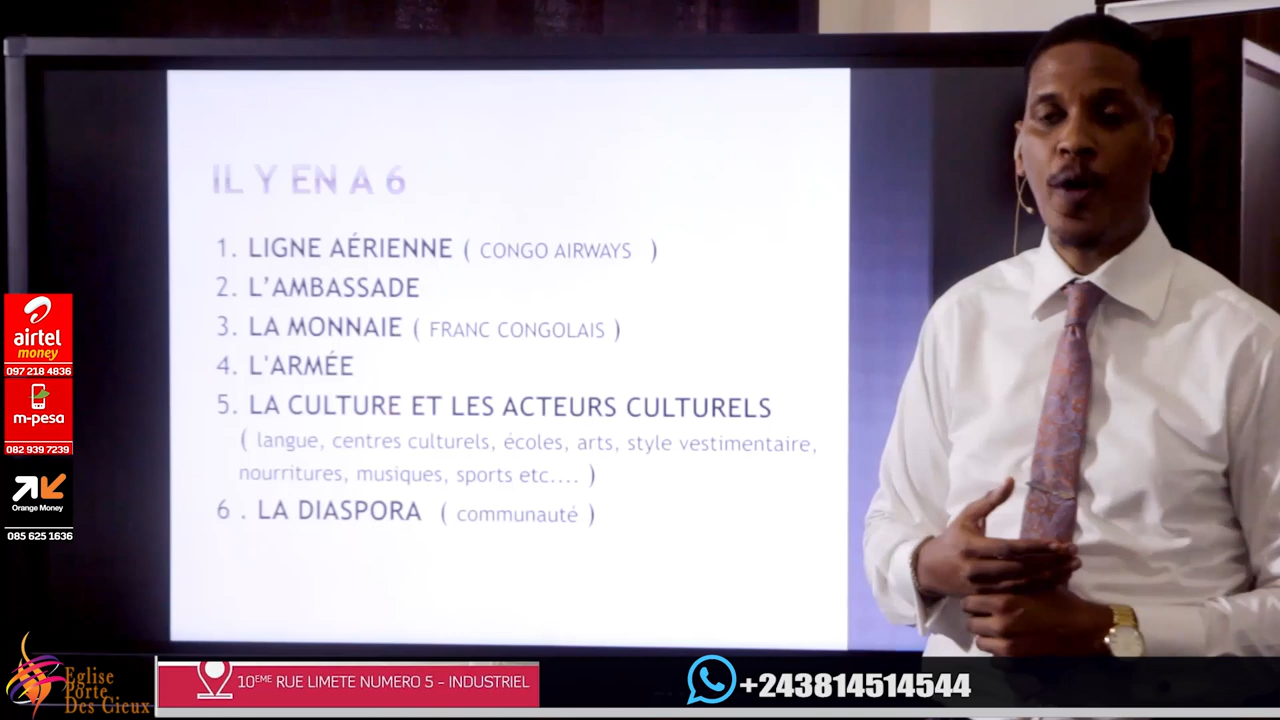 IL Y EN A 6
1. LIGNE AÉRIENNE ( CONGO AIRWAYS )
2. L'AMBASSADE
3. LA MONNAIE ( FRANC CONGOLAIS )
4. L'ARMÉE
5. LA CULTURE ET LES ACTEURS CULTURELS
( langue, centres culturels, écoles, arts, style vestimentaire,
nourritures, musiques, sports etc.... )
6 . LA DIASPORA ( communauté )
airtel
money
097 218 4836
m-pesa
082 939 7239
Orange Money
085 625 1636
Eglise
Porte
Des Cieux
10EME RUE LIMETE NUMERO 5 - INDUSTRIEL
+243814514544